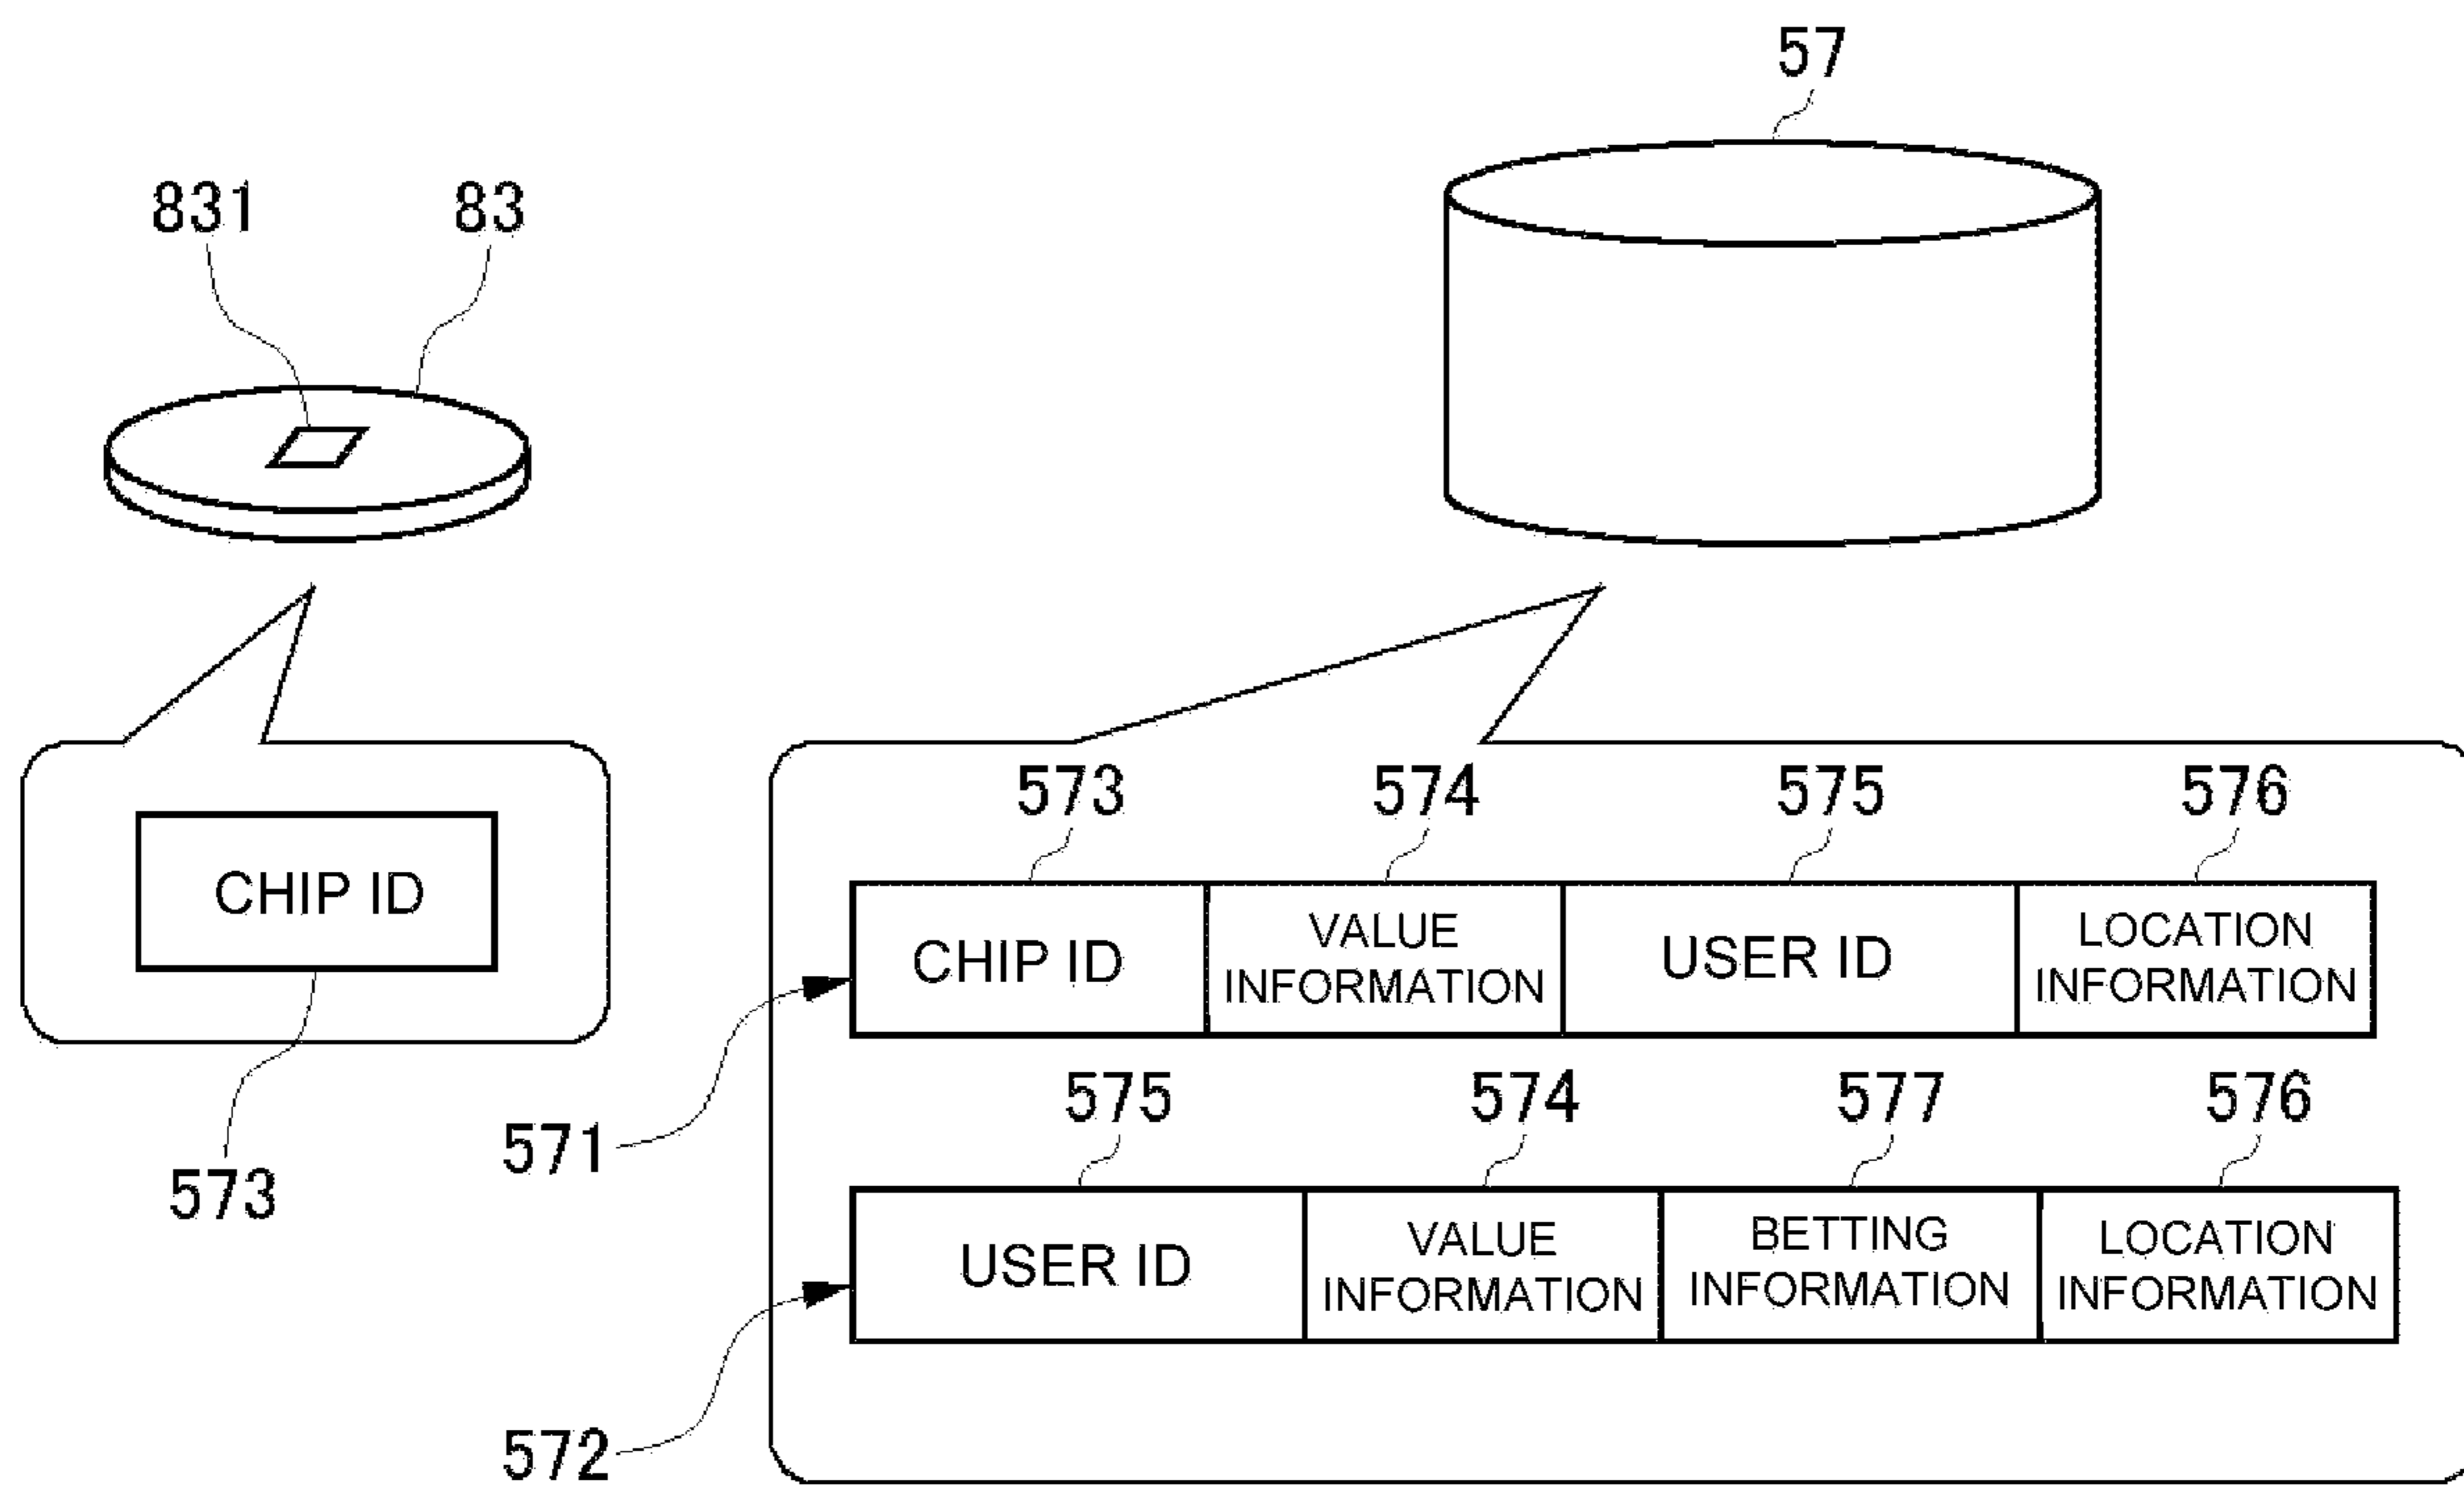 57
831
83
CHIP ID
573
573
574
575
576
CHIP ID
VALUE
INFORMATION
USER ID
LOCATION
INFORMATION
571
575
574
577
576
USER ID
VALUE
INFORMATION
BETTING
INFORMATION
LOCATION
INFORMATION
572